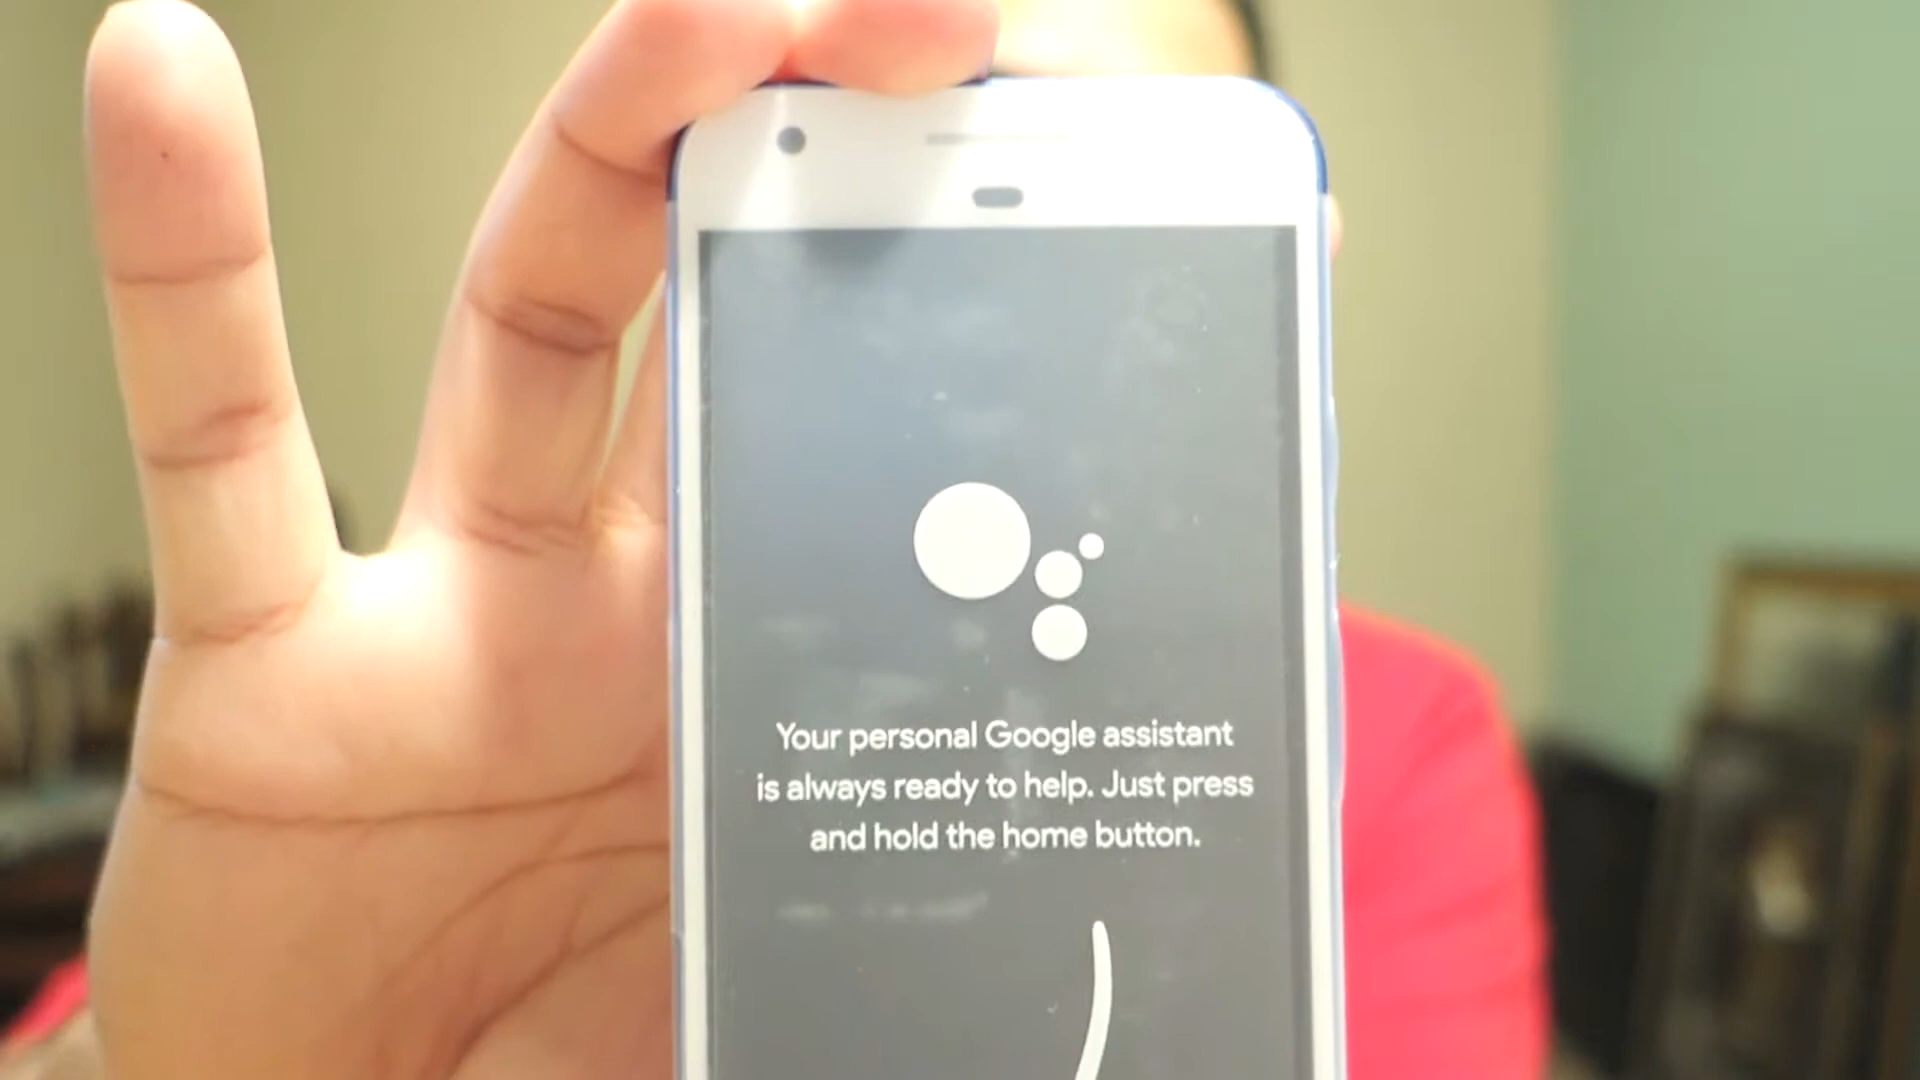 Your personal Google assistant
is always ready to help. Just press
and hold the home button.